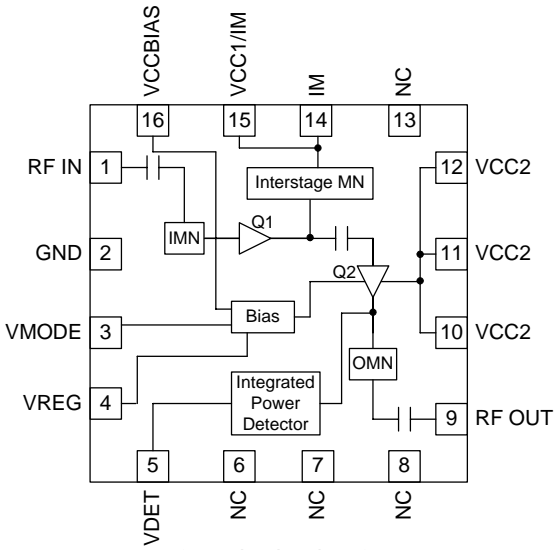 VCCBIAS
VCC1/IM
IM
NC
16
15
14
13
RF IN
1
12
VCC2
Interstage MN
Q1
IMN
GND
2
11
VCC2
Q2
VMODE
3
Bias
10
VCC2
OMN
VREG
4
Integrated
Power
Detector
9
RF OUT
5
6
7
8
VDET
NC
NC
NC